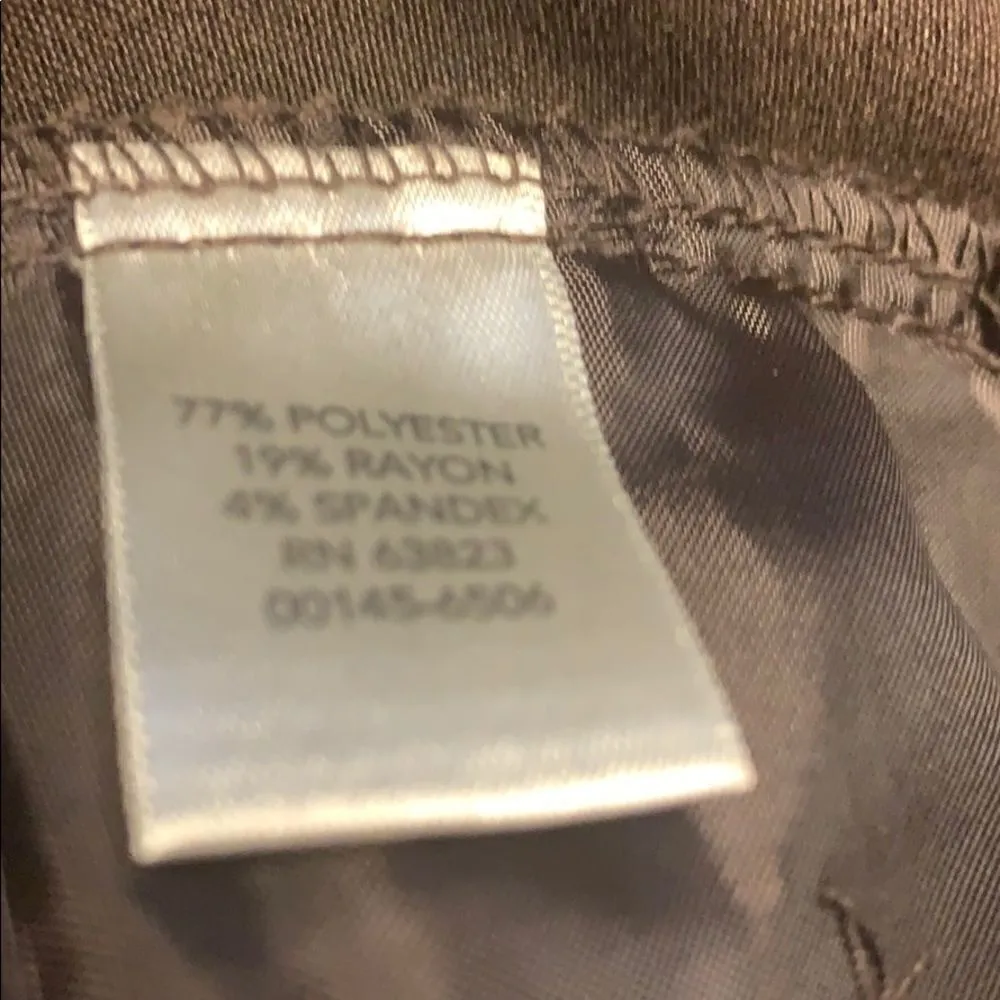 77% POLYESTER
19% RAYON
4% SPANDEX
RN 63823
00145-6506